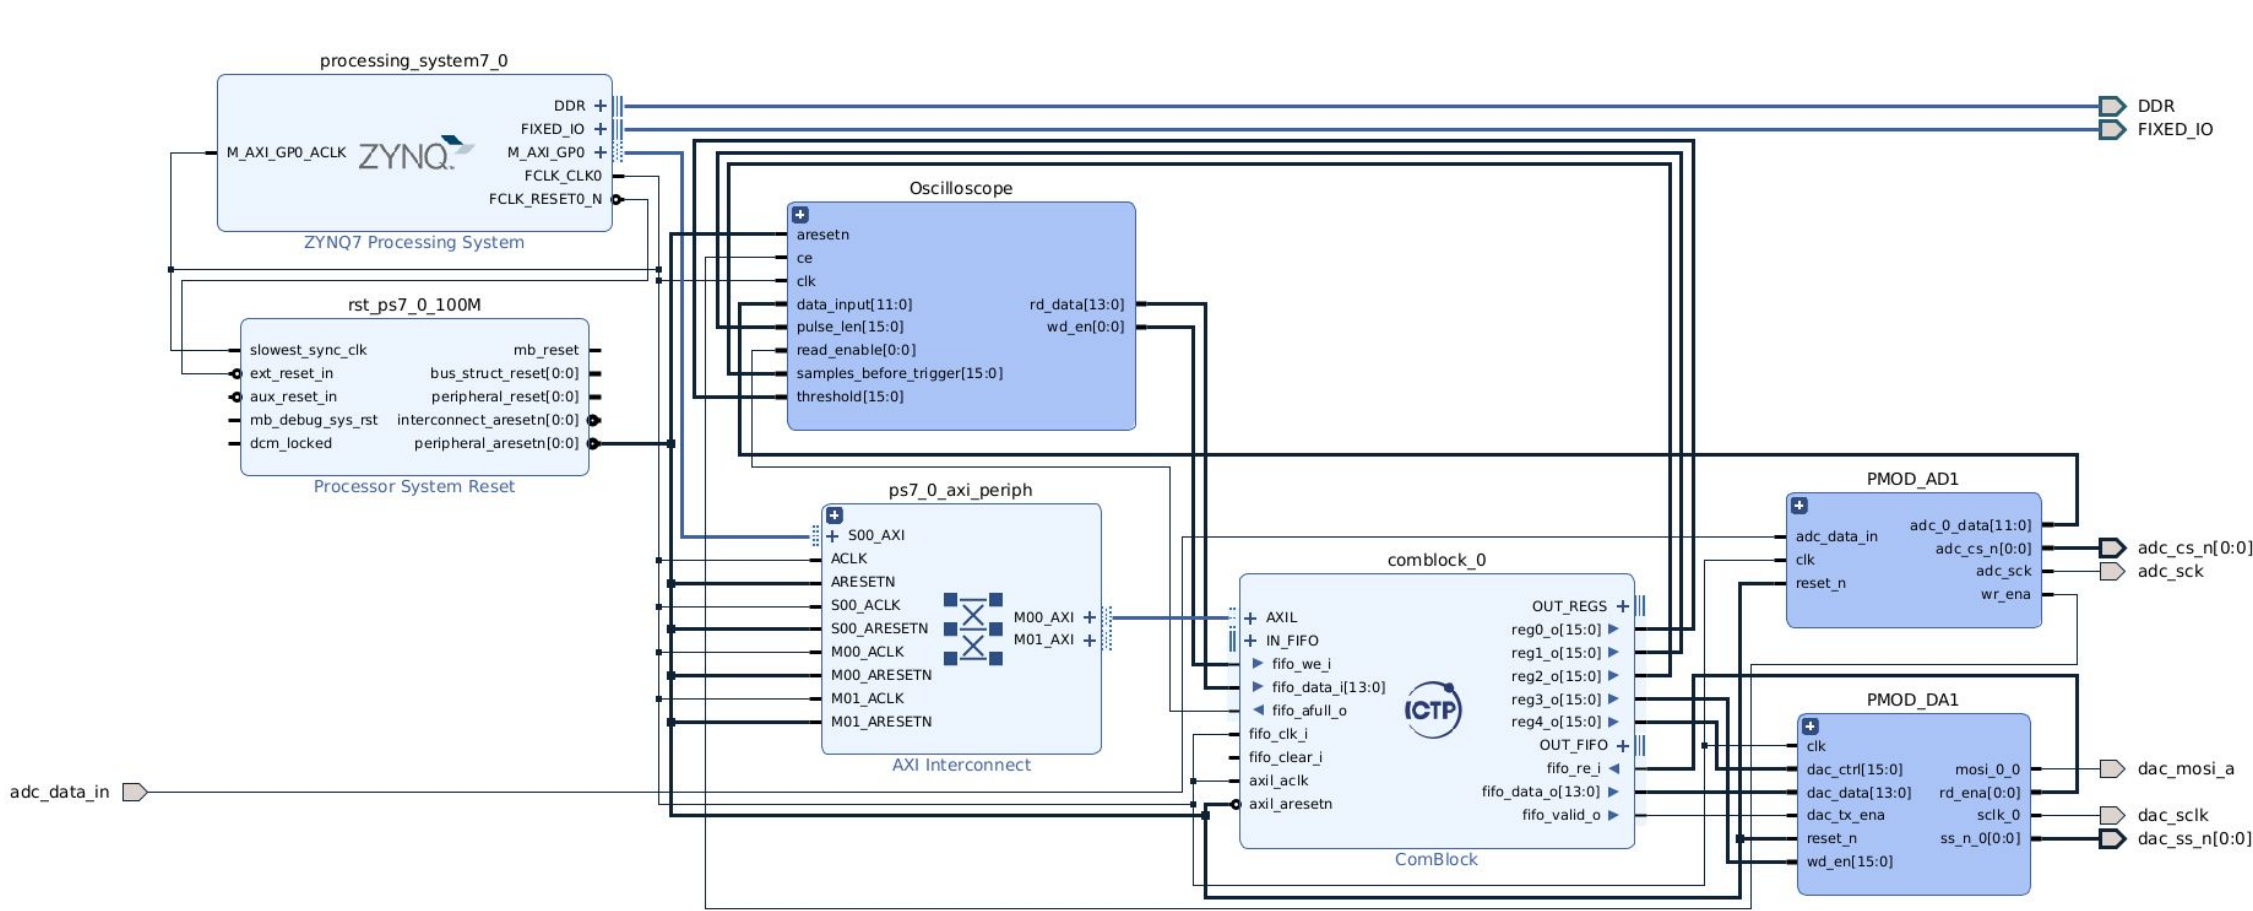 processing_system7_0
DDR
FIXED_IO
M_AXI_GP0_ACLK
ZYNQ
M_AXI_GP0
FCLK_CLK0
FCLK_RESET0_N
ZYNQ7 Processing System
DDR
FIXED_IO
rst_ps7_0_100M
slowest_sync_clk
mb_reset
ext_reset_in
bus_struct_reset[0:0]
aux_reset_in
peripheral_reset[0:0]
mb_debug_sys_rst
interconnect_aresetn[0:0]
dcm_locked
peripheral_aresetn[0:0]
Processor System Reset
Oscilloscope
aresetn
ce
clk
data_input[11:0]
rd_data[13:0]
pulse_len[15:0]
wd_en[0:0]
read_enable[0:0]
samples_before_trigger[15:0]
threshold[15:0]
ps7_0_axi_periph
S00_AXI
ACLK
ARESETN
S00_ACLK
S00_ARESETN
M00_AXI
M01_AXI
M00_ACLK
M00_ARESETN
M01_ACLK
M01_ARESETN
AXI Interconnect
adc_data_in
comblock_0
AXIL
IN_FIFO
fifo_we_i
fifo_data_i[13:0]
fifo_afull_o
fifo_clk_i
fifo_clear_i
axil_aclk
axil_aresetn
ICTP
OUT_REGS
reg0_o[15:0]
reg1_o[15:0]
reg2_o[15:0]
reg3_o[15:0]
reg4_o[15:0]
OUT_FIFO
fifo_re_i
fifo_data_o[13:0]
fifo_valid_o
ComBlock
PMOD_AD1
adc_data_in
clk
reset_n
adc_0_data[11:0]
adc_cs_n[0:0]
adc_sck
wr_ena
adc_cs_n[0:0]
adc_sck
PMOD_DA1
clk
dac_ctrl[15:0]
dac_data[13:0]
dac_tx_ena
reset_n
wd_en[15:0]
mosi_0_0
rd_ena[0:0]
sclk_0
ss_n_0[0:0]
dac_mosi_a
dac_sclk
dac_ss_n[0:0]